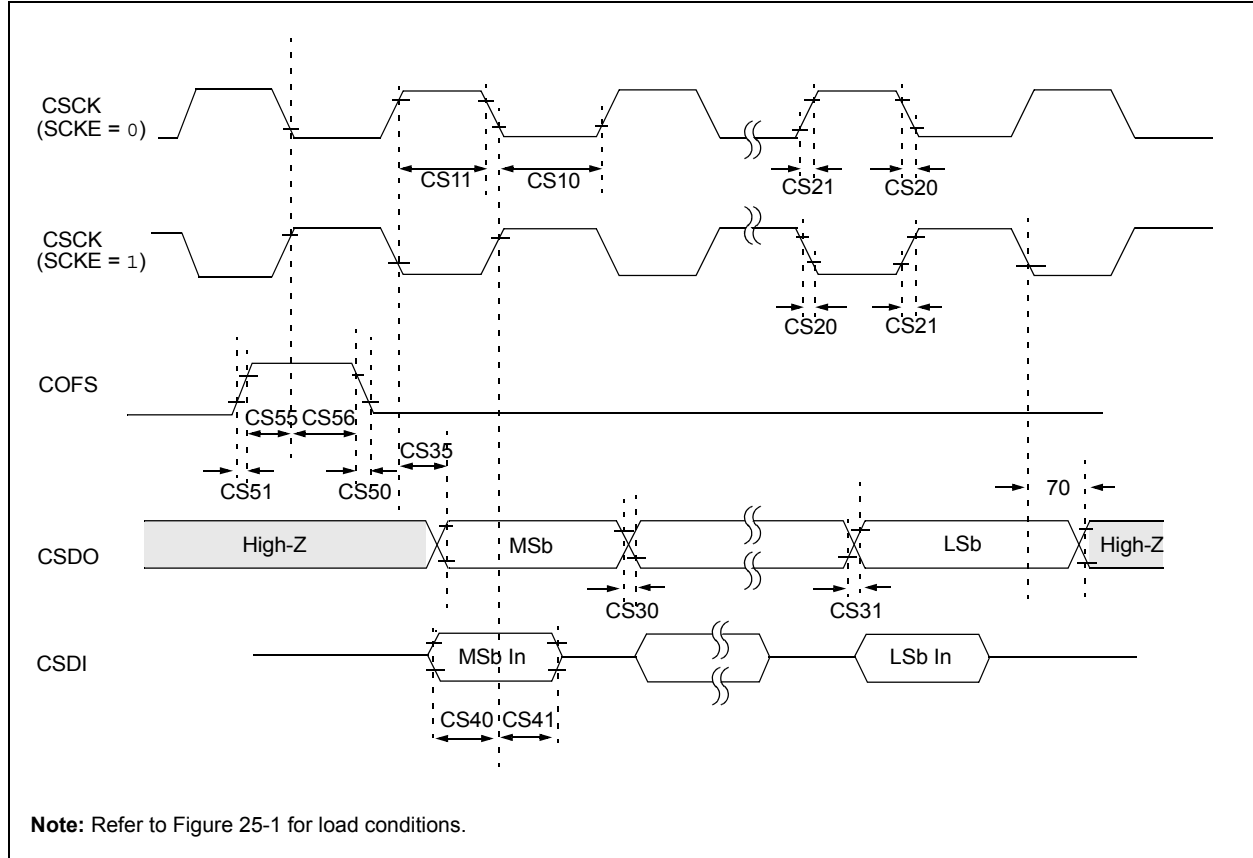 CSCK
(SCKE = 0)
CS11 CS10 CS21 CS20
CSCK
(SCKE = 1)
CS20 CS21
COFS
CS55 CS56
CS35
CS51 CS50 70
CSDO High-Z MSb LSb High-Z
CS30 CS31
CSDI MSb In LSb In
CS40 CS41
Note: Refer to Figure 25-1 for load conditions.